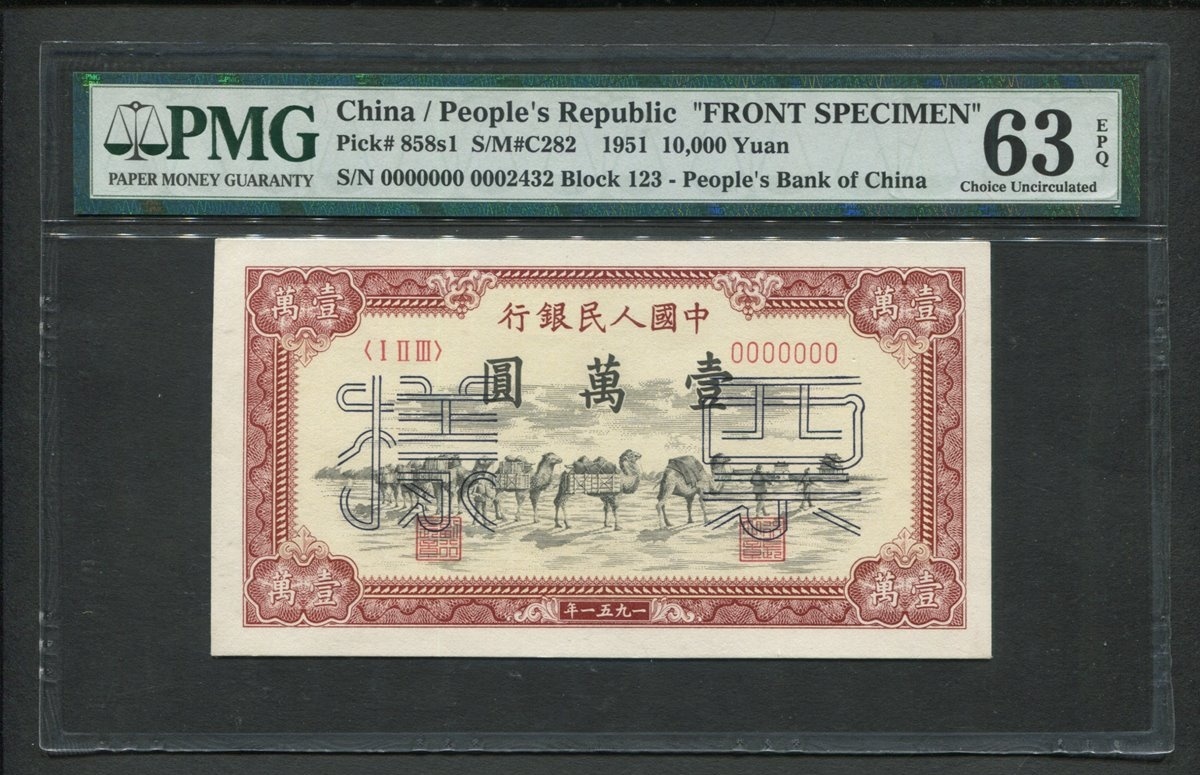 PMG
PAPER MONEY GUARANTY
China / People's Republic "FRONT SPECIMEN"
Pick# 858s1 S/M#C282 1951 10,000 Yuan
S/N 0000000 0002432 Block 123 - People's Bank of China
63
EPQ
Choice Uncirculated
壹萬
壹萬
中國人民銀行
〈I II III〉
0000000
壹萬圓
票樣
壹萬
壹萬
一九五一年